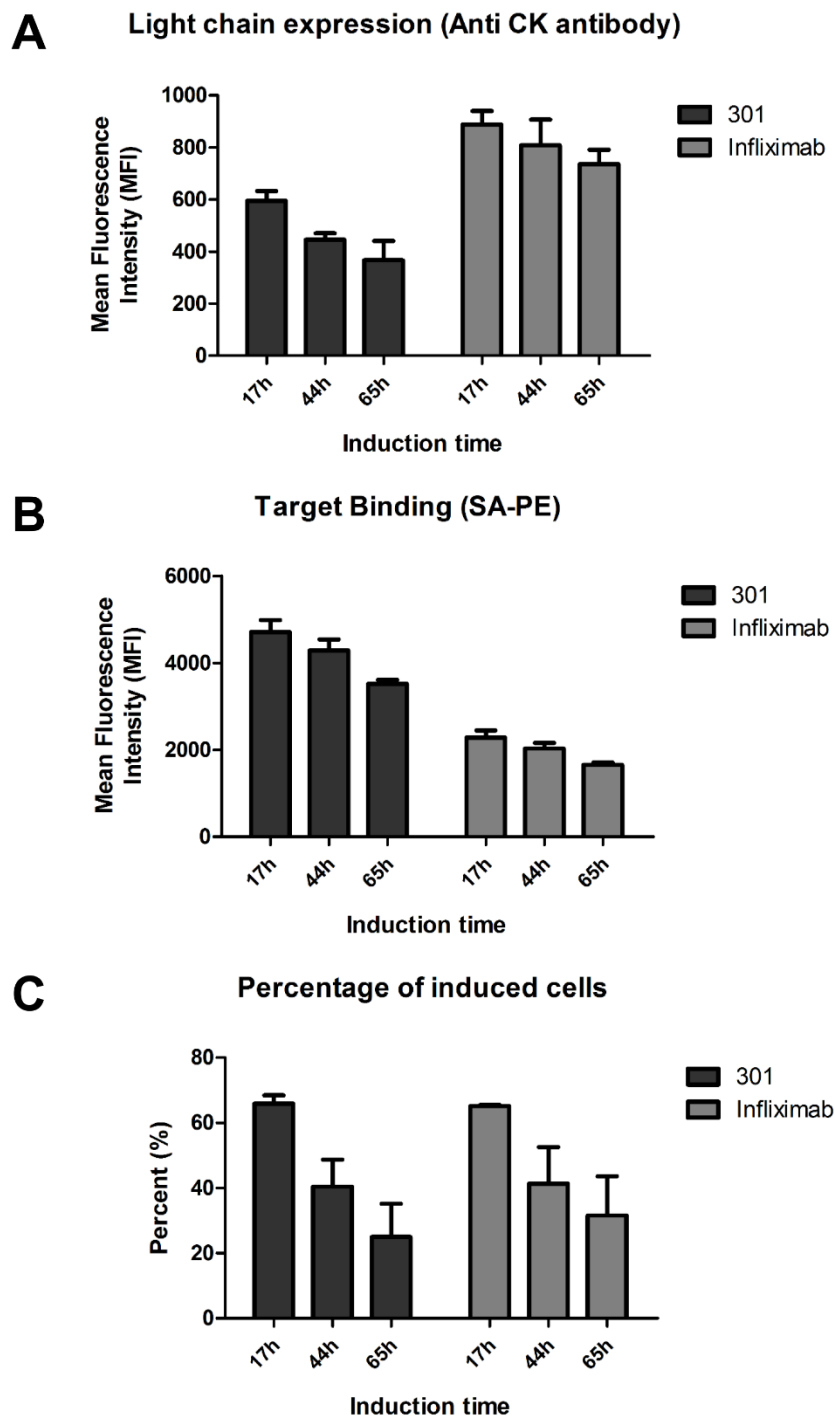 A
Light chain expression (Anti CK antibody)
Mean Fluorescence
Intensity (MFI)
1000
800
600
400
200
0
17h
44h
65h
17h
44h
65h
Induction time
301
Infliximab
B
Target Binding (SA-PE)
Mean Fluorescence
Intensity (MFI)
6000
4000
2000
0
17h
44h
65h
17h
44h
65h
Induction time
301
Infliximab
C
Percentage of induced cells
Percent (%)
80
60
40
20
0
17h
44h
65h
17h
44h
65h
Induction time
301
Infliximab